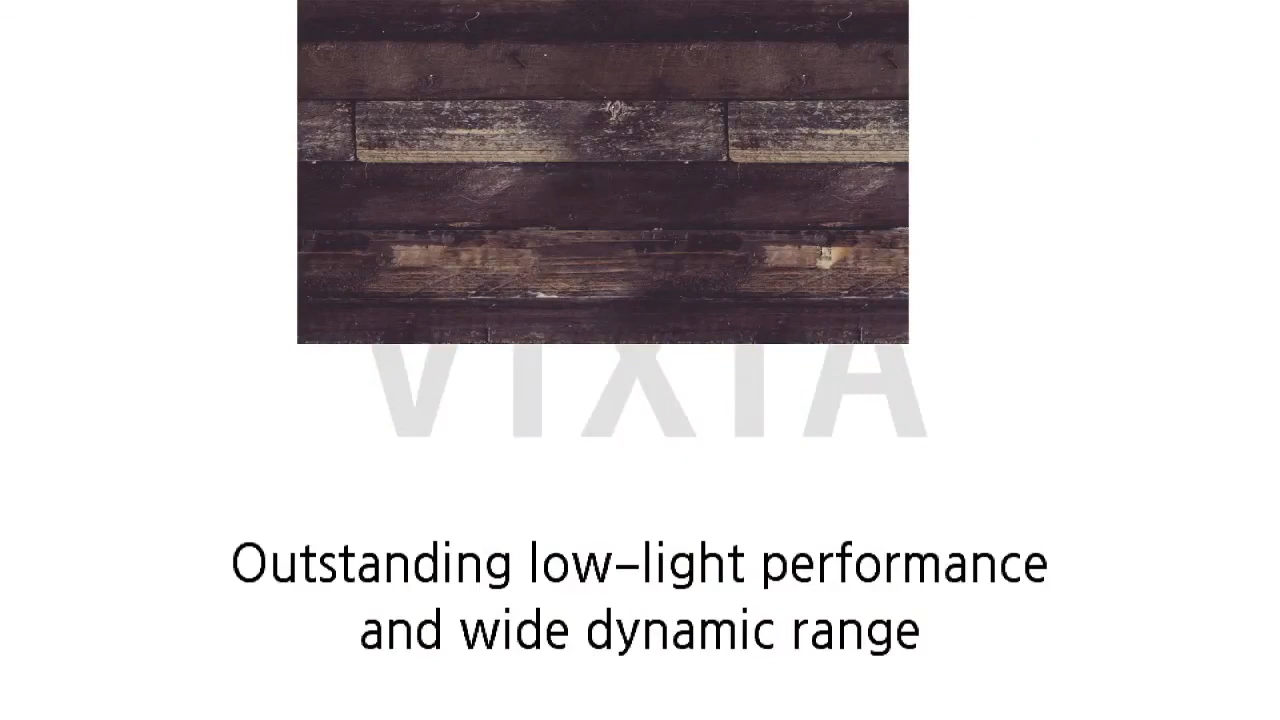 VIXIA
Outstanding low-light performance
and wide dynamic range